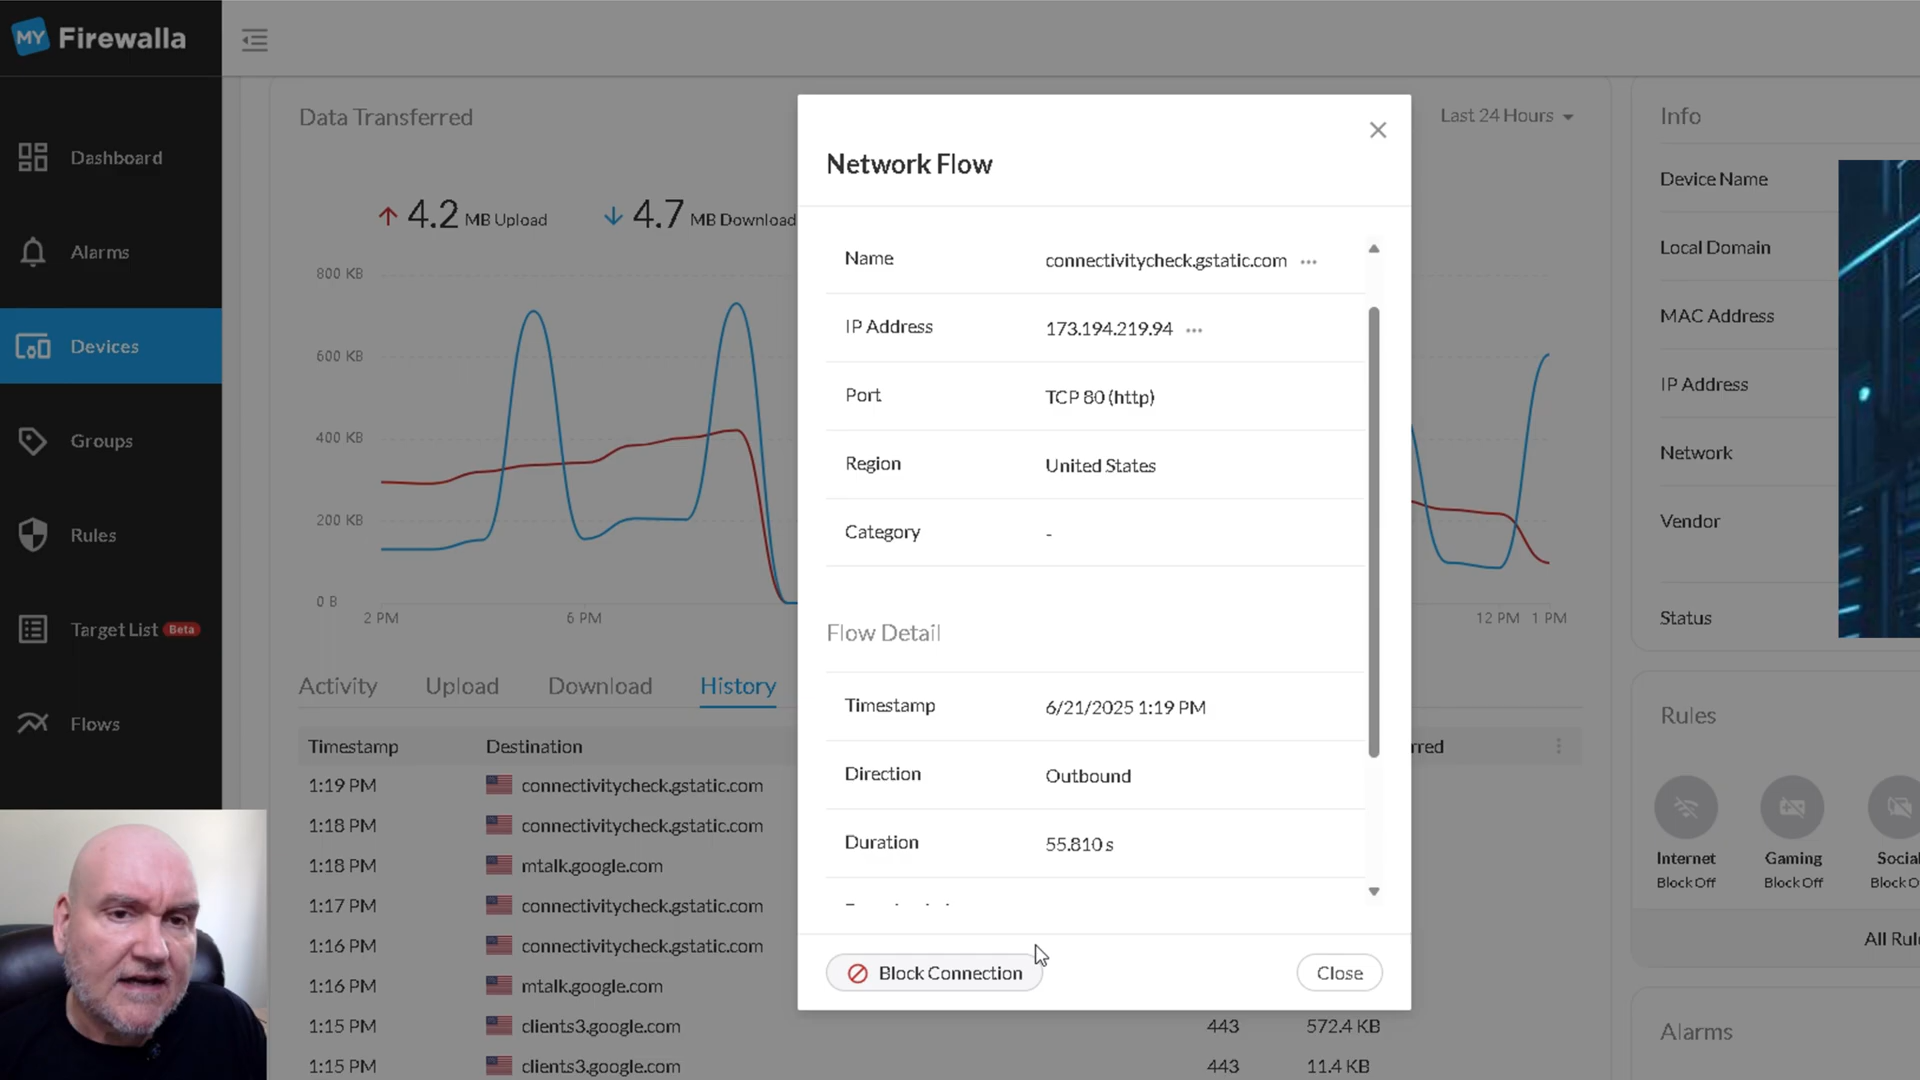 MY Firewalla
Dashboard
Alarms
Devices
Groups
Rules
Target List Beta
Flows
Data Transferred
Last 24 Hours
4.2 MB Upload
4.7 MB Download
800 KB
600 KB
400 KB
200 KB
0 B
2 PM
6 PM
12 PM
1 PM
Activity
Upload
Download
History
Timestamp
Destination
rred
1:19 PM connectivitycheck.gstatic.com
1:18 PM connectivitycheck.gstatic.com
1:18 PM mtalk.google.com
1:17 PM connectivitycheck.gstatic.com
1:16 PM connectivitycheck.gstatic.com
1:16 PM mtalk.google.com
1:15 PM clients3.google.com 443 572.4 KB
1:15 PM clients3.google.com 443 11.4 KB
Network Flow
Name connectivitycheck.gstatic.com ...
IP Address 173.194.219.94 ...
Port TCP 80 (http)
Region United States
Category -
Flow Detail
Timestamp 6/21/2025 1:19 PM
Direction Outbound
Duration 55.810 s
Block Connection
Close
Info
Device Name
Local Domain
MAC Address
IP Address
Network
Vendor
Status
Rules
Internet
Block Off
Gaming
Block Off
Social
Block O
All Rul
Alarms